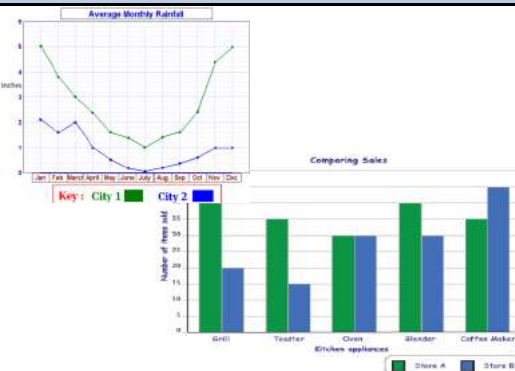 Average Monthly Rainfall
6
5
4
Inches
3
2
1
0
Jan Feb March April May June July Aug Sep Oct Nov Dec
Key : City 1 City 2
Comparing Sales
Number of items sold
35
30
25
20
15
10
5
0
Grill Toaster Oven Blender Coffee Maker
Kitchen appliances
Store A Store B